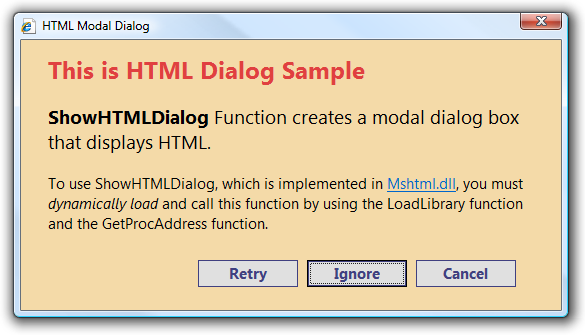 HTML Modal Dialog
This is HTML Dialog Sample
ShowHTMLDialog Function creates a modal dialog box
that displays HTML.
To use ShowHTMLDialog, which is implemented in Mshtml.dll, you must
dynamically load and call this function by using the LoadLibrary function
and the GetProcAddress function.
Retry Ignore Cancel